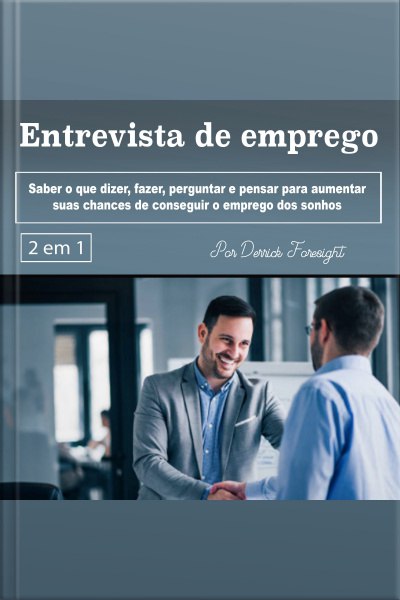 Entrevista de emprego
Saber o que dizer, fazer, perguntar e pensar para aumentar
suas chances de conseguir o emprego dos sonhos
2 em 1
Por Derrick Foresight